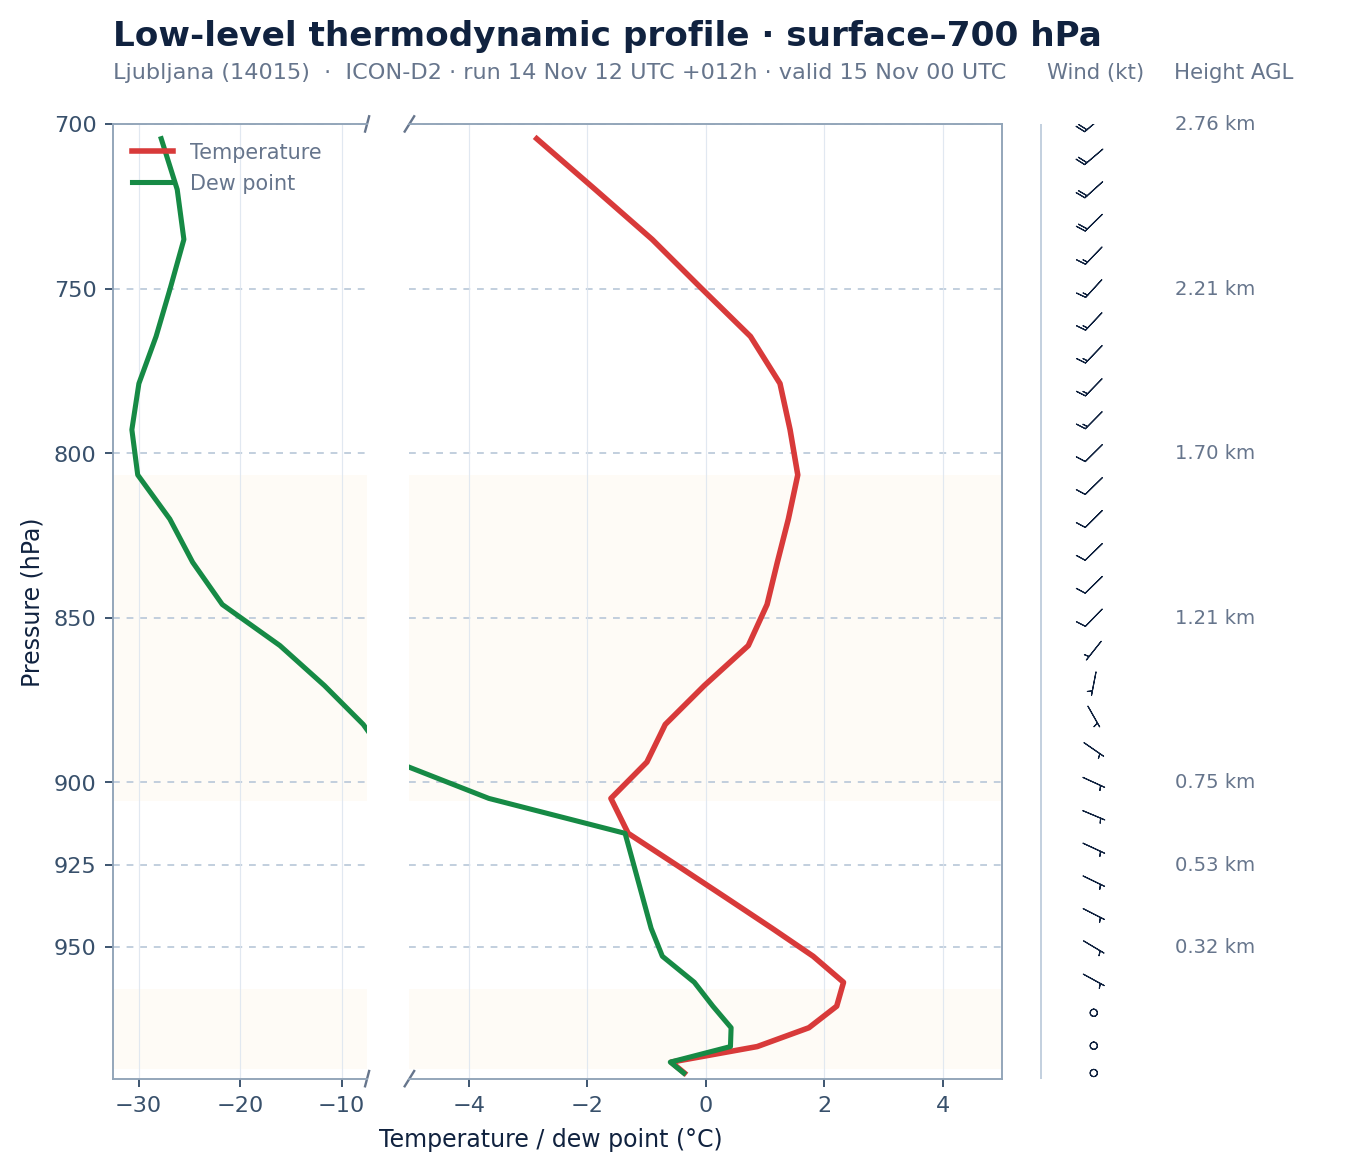 Low-level thermodynamic profile · surface–700 hPa
Ljubljana (14015)  ·  ICON-D2 · run 14 Nov 12 UTC +012h · valid 15 Nov 00 UTC
Wind (kt)
Height AGL
Temperature
Dew point
700
750
800
850
900
925
950
Pressure (hPa)
2.76 km
2.21 km
1.70 km
1.21 km
0.75 km
0.53 km
0.32 km
−30
−20
−10
−4
−2
0
2
4
Temperature / dew point (°C)